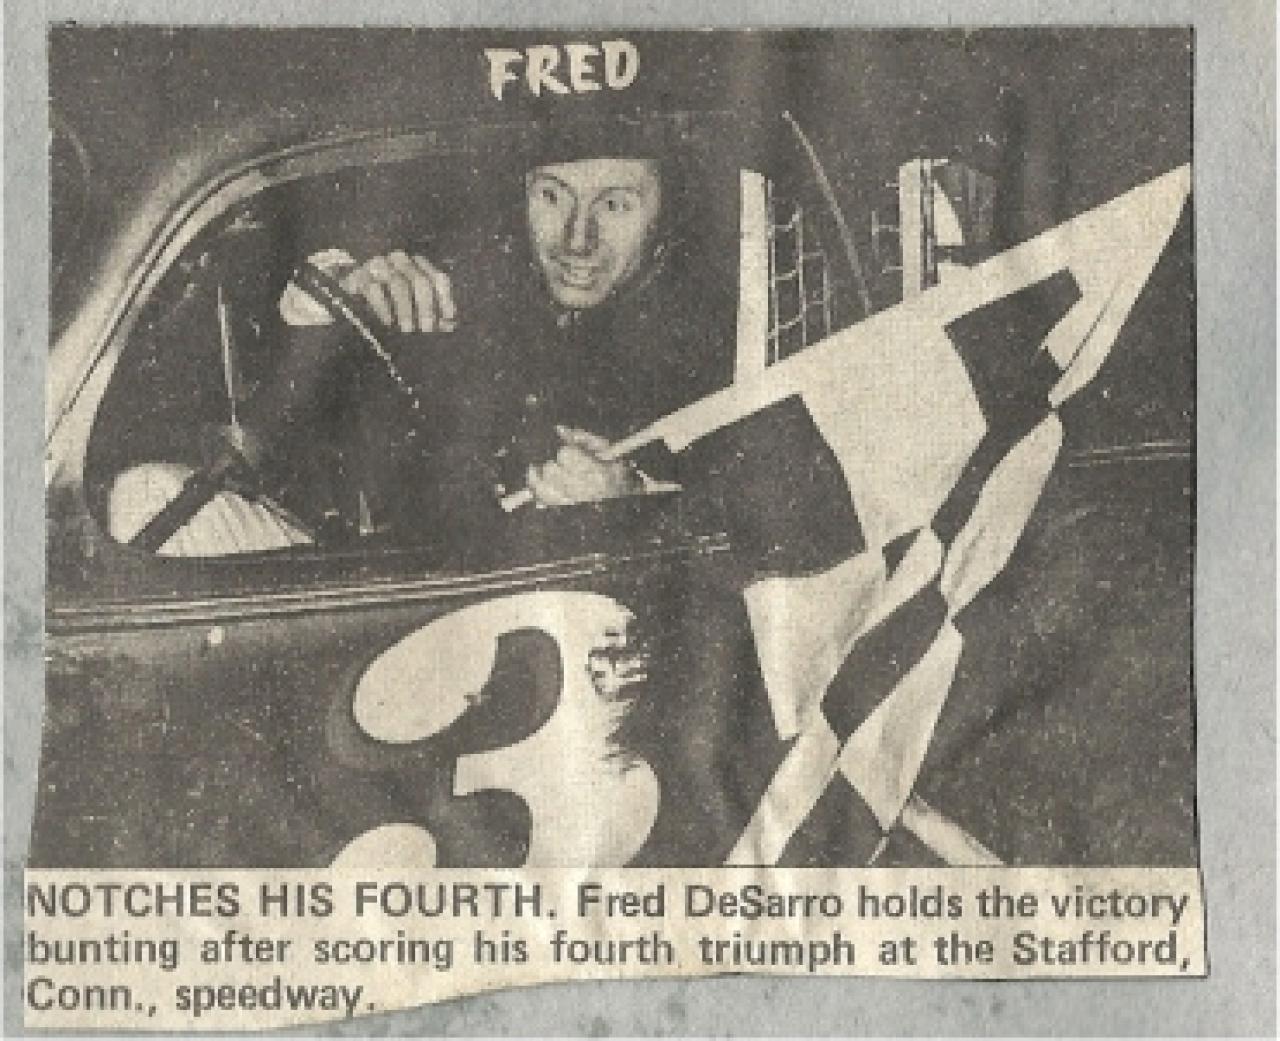 FRED
3
NOTCHES HIS FOURTH. Fred DeSarro holds the victory
bunting after scoring his fourth triumph at the Stafford,
Conn., speedway.